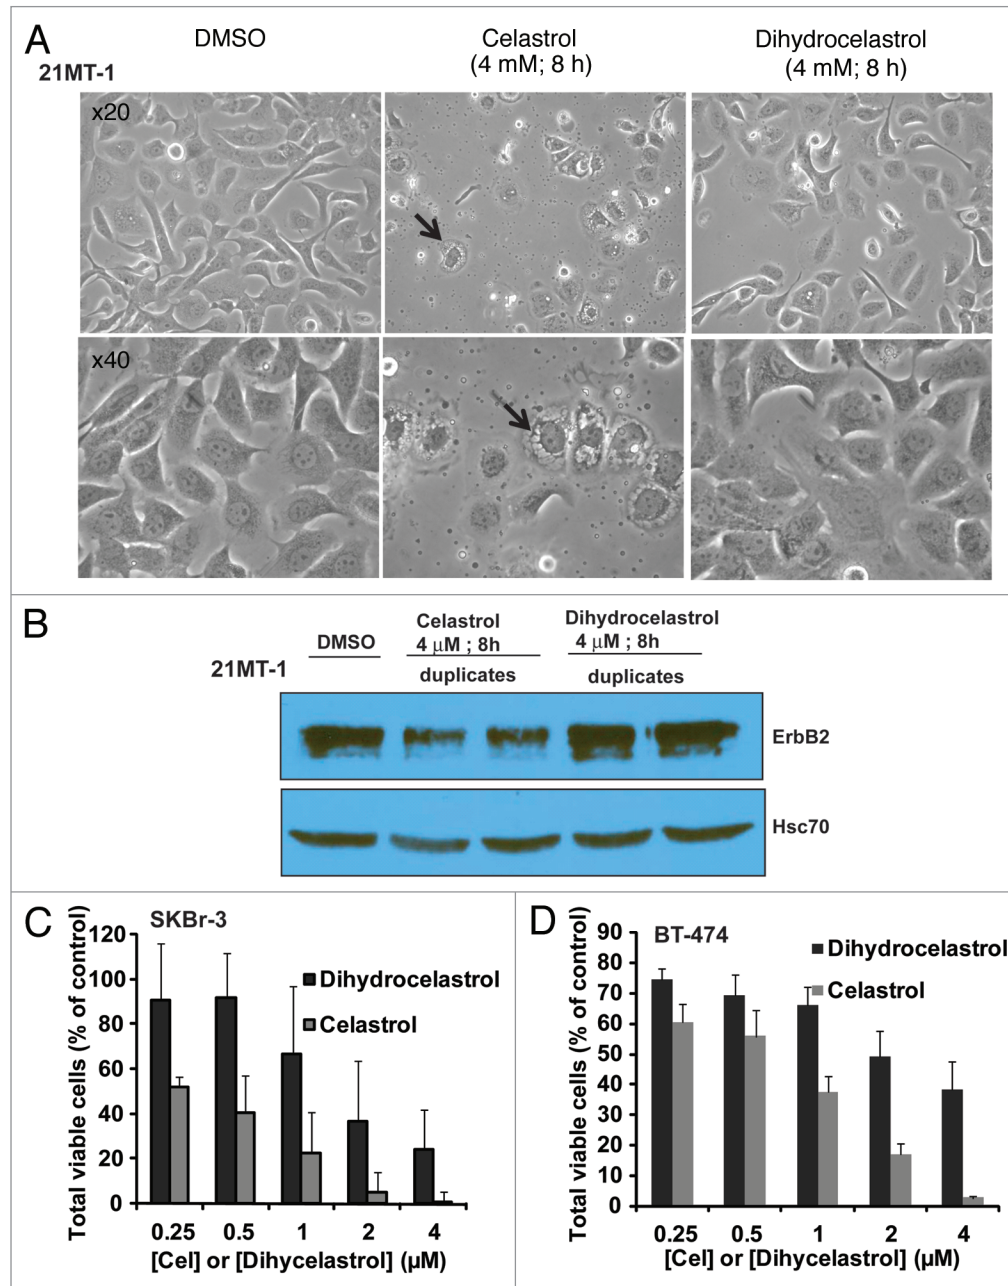 A
DMSO
Celastrol
(4 mM; 8 h)
Dihydrocelastrol
(4 mM; 8 h)
21MT-1
x20
x40
B
DMSO
Celastrol
4 μM ; 8h
Dihydrocelastrol
4 μM ; 8h
21MT-1
duplicates
duplicates
ErbB2
Hsc70
C
SKBr-3
Total viable cells (% of control)
120
100
80
60
40
20
0
Dihydrocelastrol
Celastrol
0.25 0.5 1 2 4
[Cel] or [Dihycelastrol] (μM)
D
BT-474
Total viable cells (% of control)
90
80
70
60
50
40
30
20
10
0
Dihydrocelastrol
Celastrol
0.25 0.5 1 2 4
[Cel] or [Dihycelastrol] (μM)